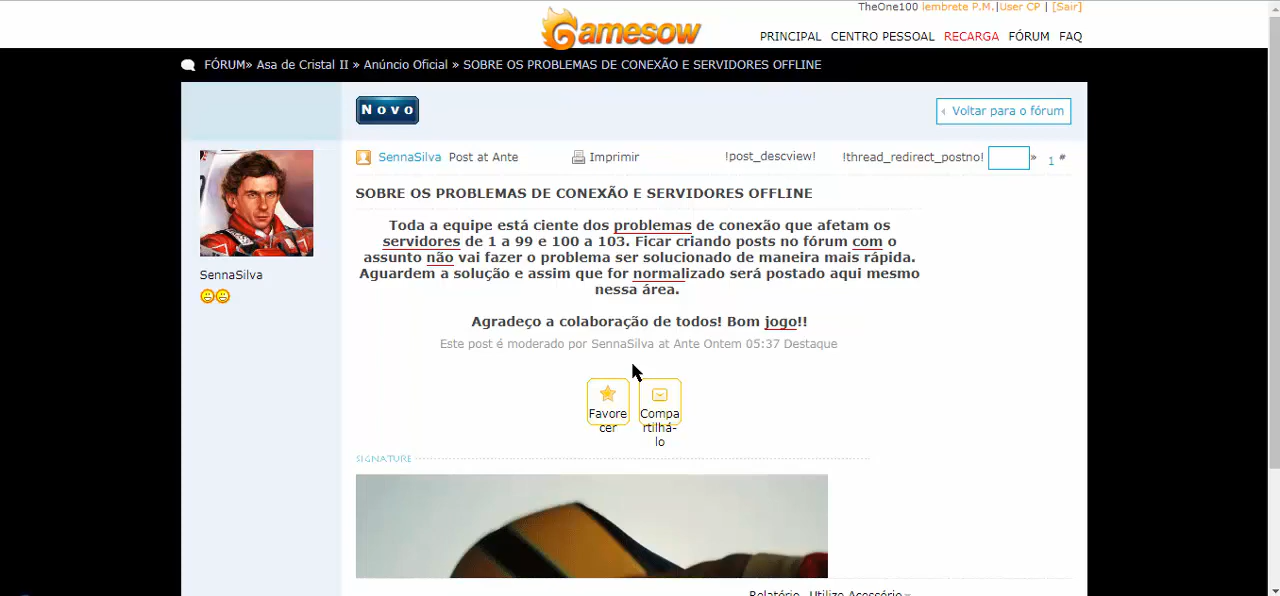 TheOne100 lembrete P.M.|User CP | [Sair]
Gamesow
PRINCIPAL CENTRO PESSOAL RECARGA FÓRUM FAQ
FÓRUM» Asa de Cristal II » Anúncio Oficial » SOBRE OS PROBLEMAS DE CONEXÃO E SERVIDORES OFFLINE
Novo
Voltar para o fórum
SennaSilva Post at Ante Imprimir !post_descview! !thread_redirect_postno! » 1 #
SOBRE OS PROBLEMAS DE CONEXÃO E SERVIDORES OFFLINE
Toda a equipe está ciente dos problemas de conexão que afetam os
servidores de 1 a 99 e 100 a 103. Ficar criando posts no fórum com o
assunto não vai fazer o problema ser solucionado de maneira mais rápida.
Aguardem a solução e assim que for normalizado será postado aqui mesmo
nessa área.
SennaSilva
Agradeço a colaboração de todos! Bom jogo!!
Este post é moderado por SennaSilva at Ante Ontem 05:37 Destaque
Favore
cer
Compa
rtilhá-
lo
SIGNATURE
Relatório Utilize Acessório